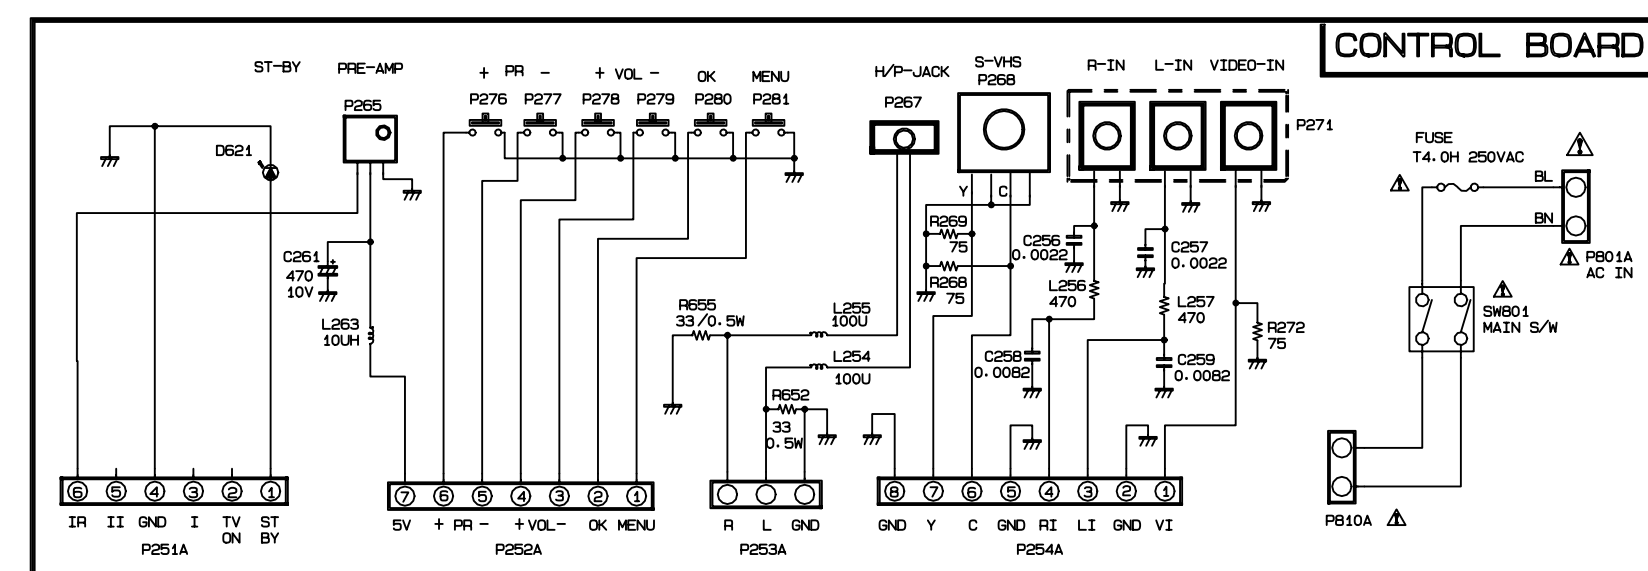 CONTROL BOARD
ST-BY
PRE-AMP
P265
+ PR -
P276 P277
+ VOL -
P278 P279
OK
P280
MENU
P281
H/P-JACK
P267
S-VHS
P268
R-IN L-IN VIDEO-IN
P271
FUSE
T4.0H 250VAC
BL
BN
P801A
AC IN
D621
Y C
R269
75
R268
75
C256
0.0022
C257
0.0022
C261
+
470
10V
L263
10UH
R655
33/0.5W
L255
100U
L254
100U
R652
33
0.5W
L256
470
L257
470
C258
0.0082
C259
0.0082
R272
75
SW801
MAIN S/W
6 5 4 3 2 1
IR II GND I TV ON ST BY
P251A
7 6 5 4 3 2 1
5V + PR - + VOL - OK MENU
P252A
R L GND
P253A
8 7 6 5 4 3 2 1
GND Y C GND RI LI GND VI
P254A
P810A